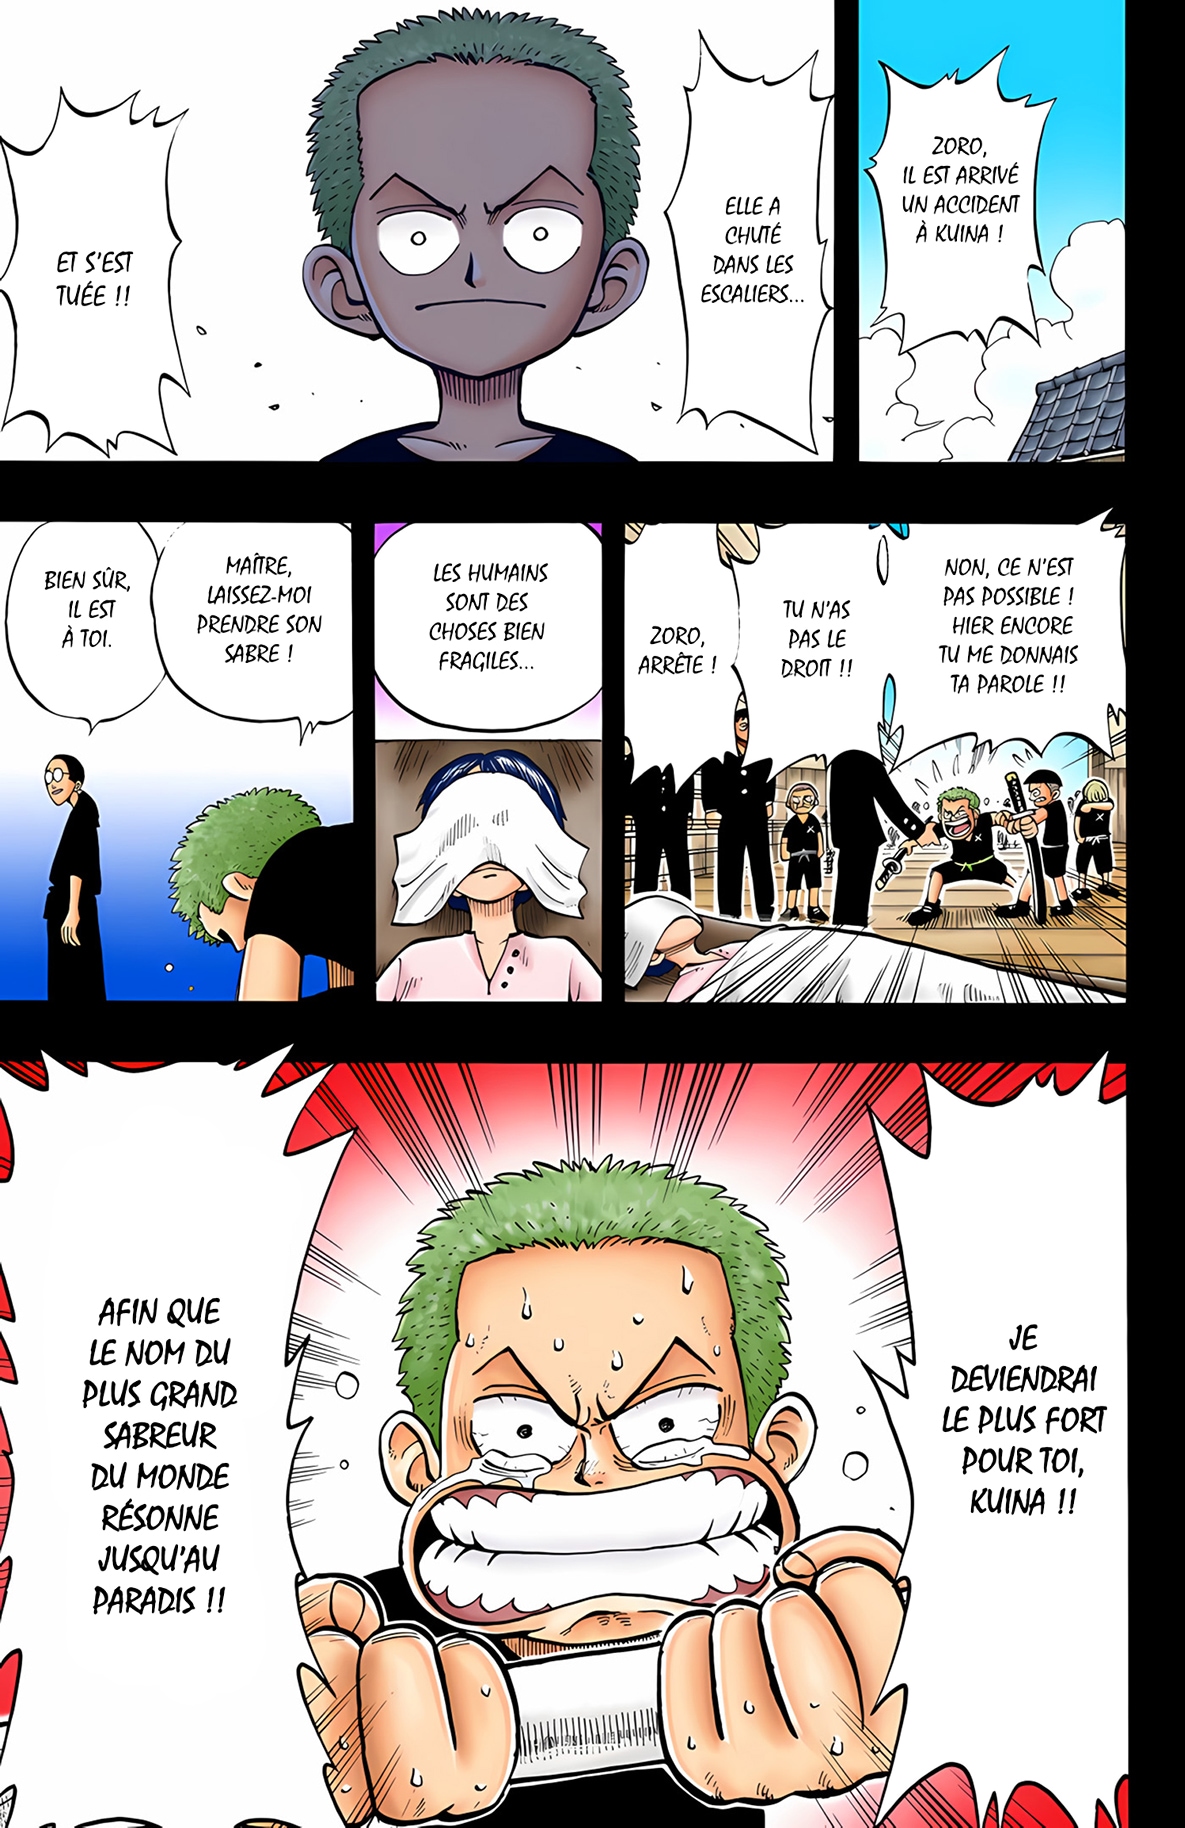 ZORO,
IL EST ARRIVÉ
UN ACCIDENT
À KUINA !
ELLE A
CHUTÉ
DANS LES
ESCALIERS...
ET S'EST
TUÉE !!
NON, CE N'EST
PAS POSSIBLE !
HIER ENCORE
TU ME DONNAIS
TA PAROLE !!
TU N'AS
PAS LE
DROIT !!
ZORO,
ARRÊTE !
LES HUMAINS
SONT DES
CHOSES BIEN
FRAGILES...
MAÎTRE,
LAISSEZ-MOI
PRENDRE SON
SABRE !
BIEN SÛR,
IL EST
À TOI.
JE
DEVIENDRAI
LE PLUS FORT
POUR TOI,
KUINA !!
AFIN QUE
LE NOM DU
PLUS GRAND
SABREUR
DU MONDE
RÉSONNE
JUSQU'AU
PARADIS !!